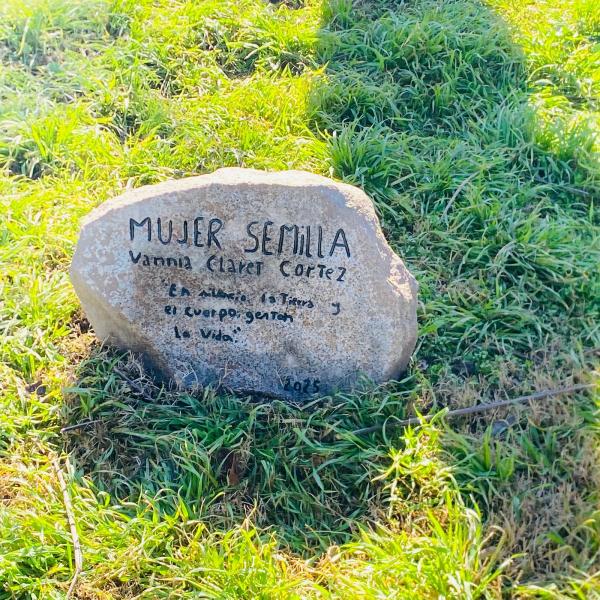 MUJER SEMillA
Vannia Claret Cortez
"En silencio, la Tierra y
el cuerpo, gestan
la Vida"
2025